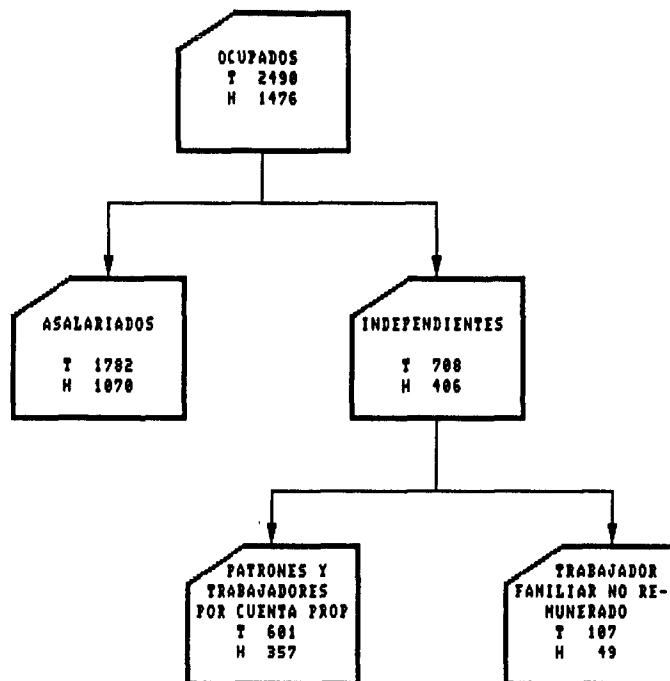 OCUPADOS
T 2490
H 1476
ASALARIADOS
T 1782
H 1070
INDEPENDIENTES
T 708
H 406
PATRONES Y
TRABAJADORES
POR CUENTA PROP
T 601
H 357
TRABAJADOR
FAMILIAR NO RE-
MUNERADO
T 107
H 49